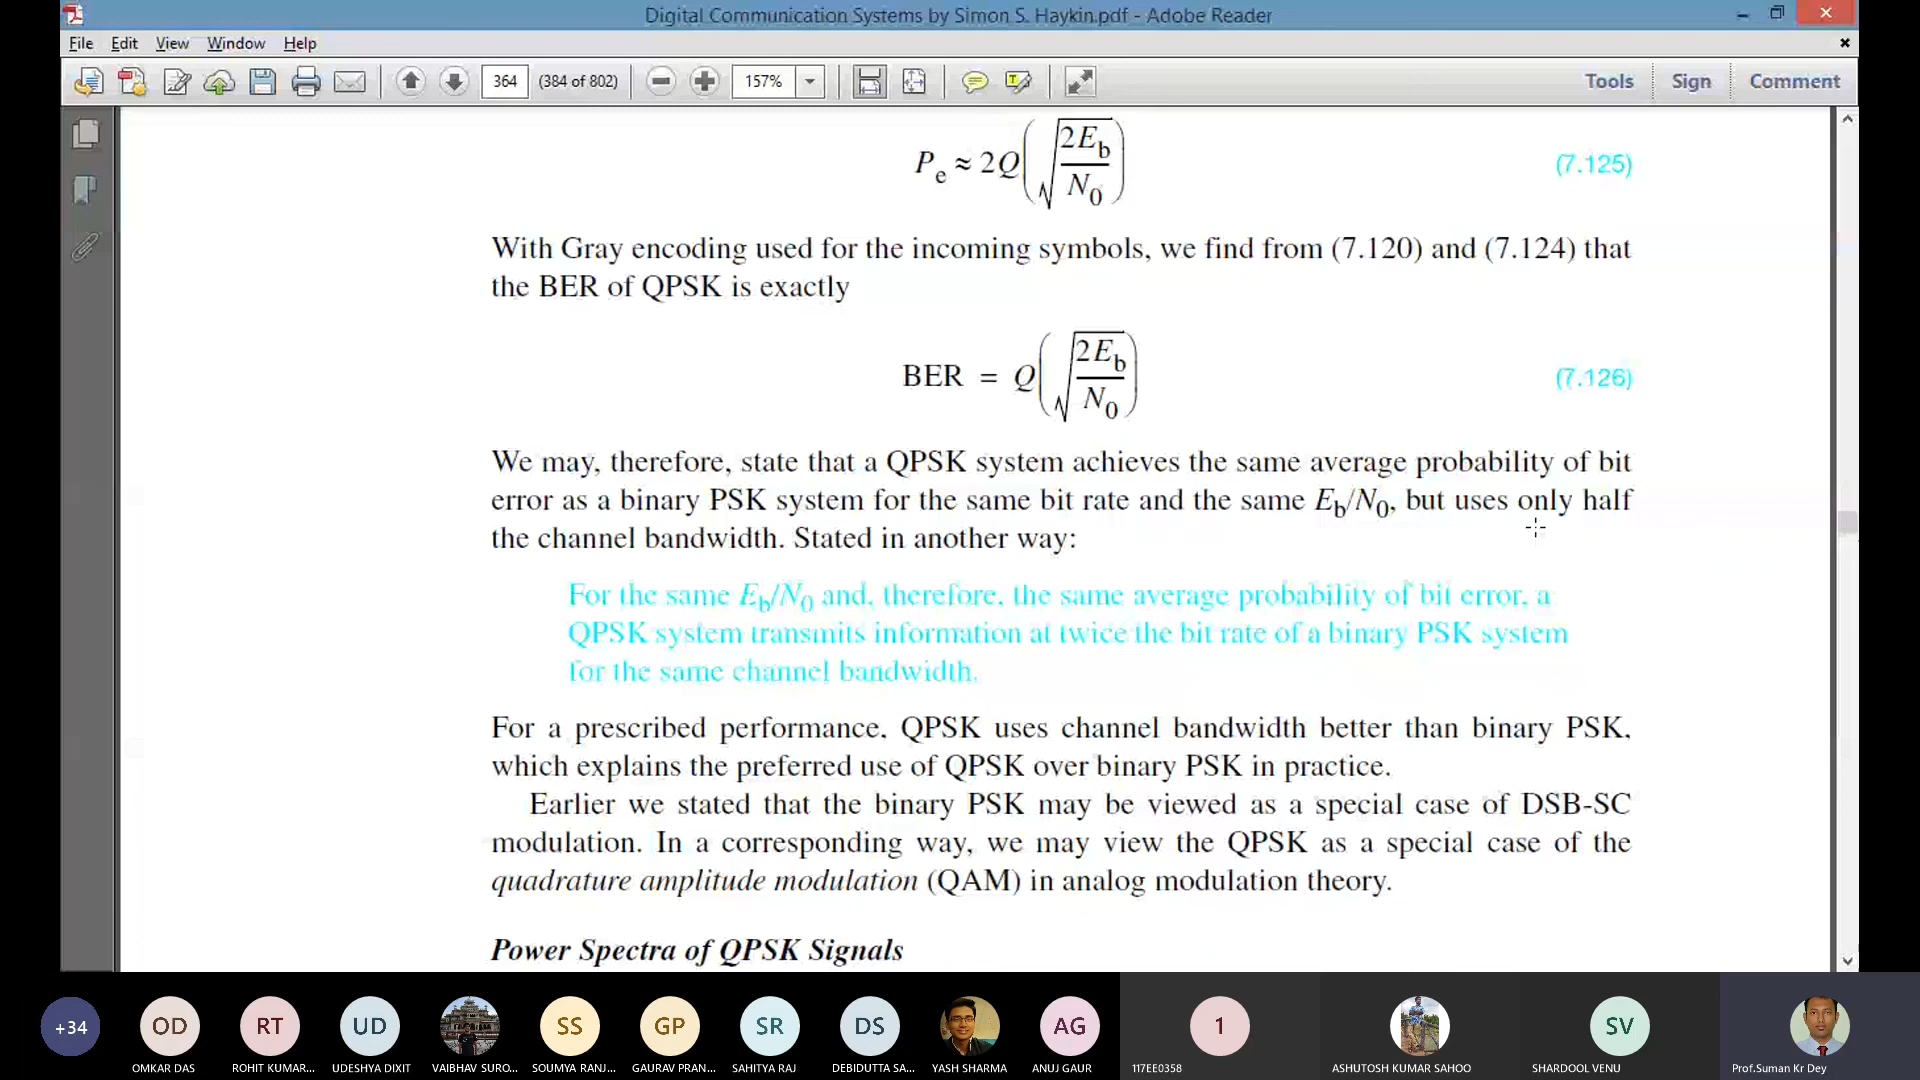 Digital Communication Systems by Simon S. Haykin.pdf - Adobe Reader
File Edit View Window Help
364 (384 of 802) 157% Tools Sign Comment
P_e ≈ 2Q(√(2E_b/N_0)) (7.125)
With Gray encoding used for the incoming symbols, we find from (7.120) and (7.124) that
the BER of QPSK is exactly
BER = Q(√(2E_b/N_0)) (7.126)
We may, therefore, state that a QPSK system achieves the same average probability of bit
error as a binary PSK system for the same bit rate and the same E_b/N_0, but uses only half
the channel bandwidth. Stated in another way:
For the same E_b/N_0 and, therefore, the same average probability of bit error, a
QPSK system transmits information at twice the bit rate of a binary PSK system
for the same channel bandwidth.
For a prescribed performance, QPSK uses channel bandwidth better than binary PSK,
which explains the preferred use of QPSK over binary PSK in practice.
Earlier we stated that the binary PSK may be viewed as a special case of DSB-SC
modulation. In a corresponding way, we may view the QPSK as a special case of the
quadrature amplitude modulation (QAM) in analog modulation theory.
Power Spectra of QPSK Signals
+34 OD RT UD SS GP SR DS AG 1 SV
OMKAR DAS ROHIT KUMAR... UDESHYA DIXIT VAIBHAV SURO... SOUMYA RANJ... GAURAV PRAN... SAHITYA RAJ DEBIDUTTA SA... YASH SHARMA ANUJ GAUR 117EE0358 ASHUTOSH KUMAR SAHOO SHARDOOL VENU Prof.Suman Kr Dey